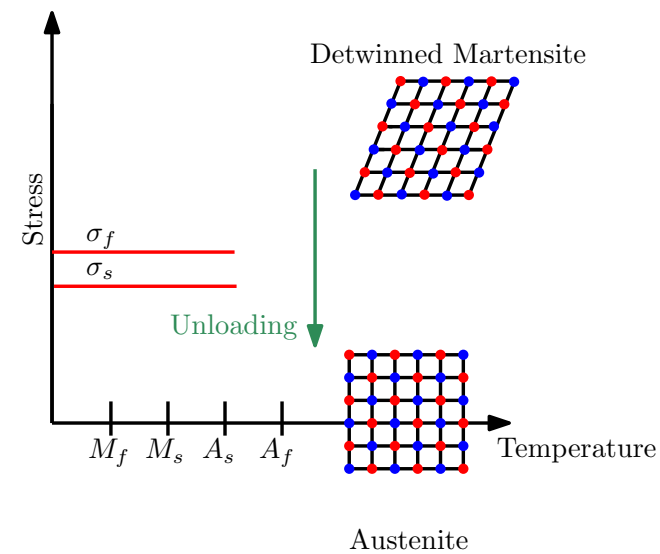 Detwinned Martensite
Stress
σ_f
σ_s
Unloading
M_f M_s A_s A_f
Temperature
Austenite